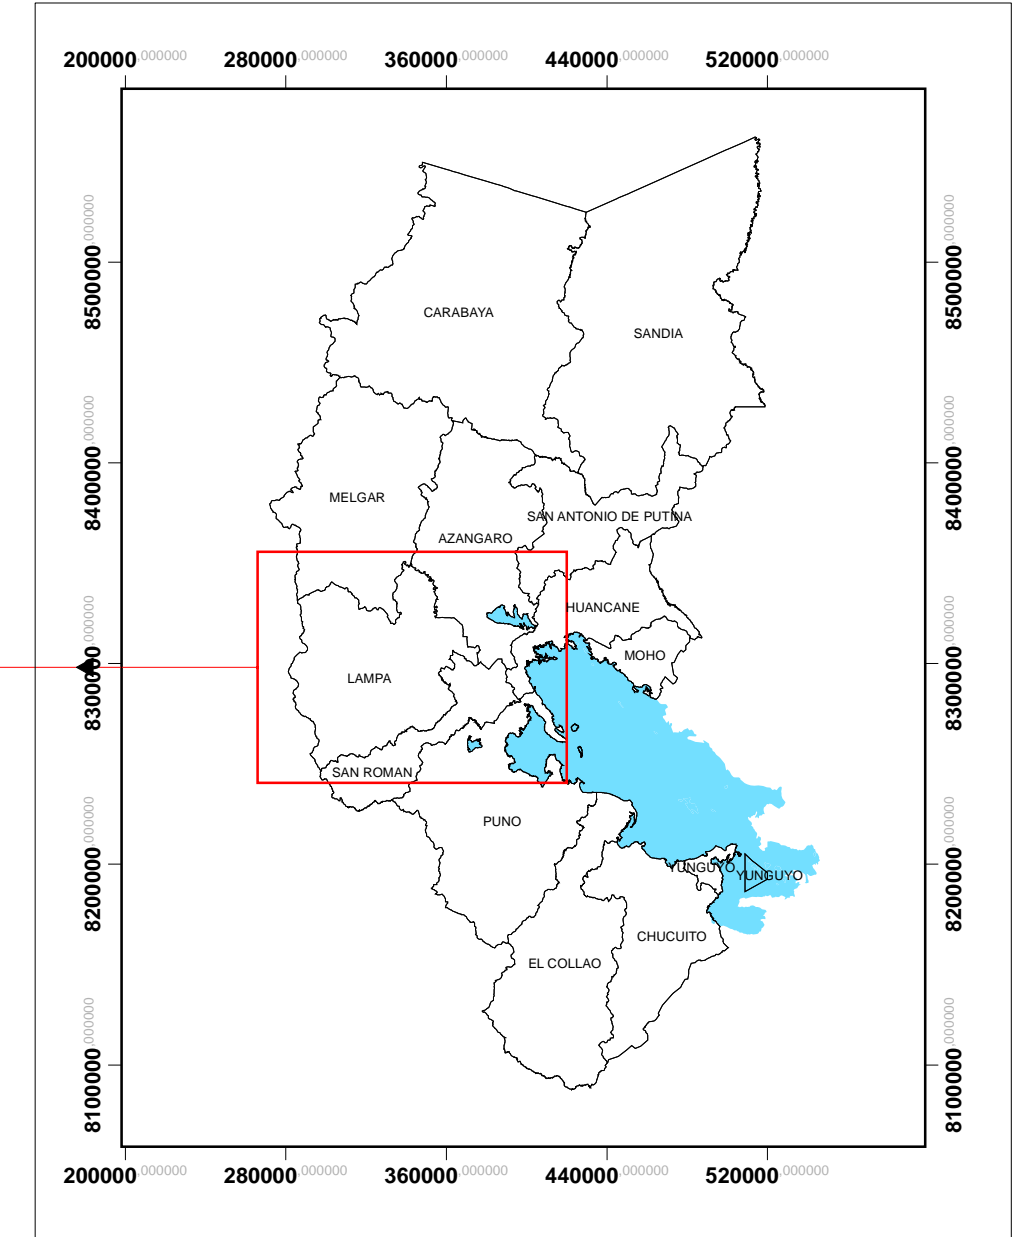 200000,000000 280000,000000 360000,000000 440000,000000 520000,000000
8500000,000000
8500000,000000
CARABAYA
SANDIA
8400000,000000
8400000,000000
MELGAR
SAN ANTONIO DE PUTINA
AZANGARO
HUANCANE
8300000,000000
8300000,000000
MOHO
LAMPA
SAN ROMAN
PUNO
8200000,000000
8200000,000000
YUNGUYO
YUNGUYO
CHUCUITO
EL COLLAO
8100000,000000
8100000,000000
200000,000000 280000,000000 360000,000000 440000,000000 520000,000000